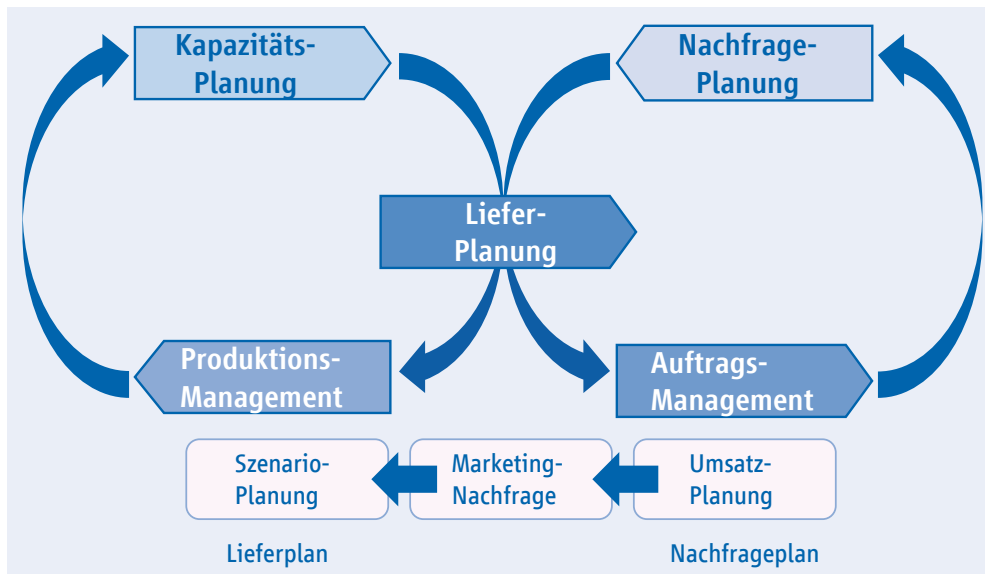 Kapazitäts-
Planung
Nachfrage-
Planung
Liefer-
Planung
Produktions-
Management
Auftrags-
Management
Szenario-
Planung
Marketing-
Nachfrage
Umsatz-
Planung
Lieferplan
Nachfrageplan